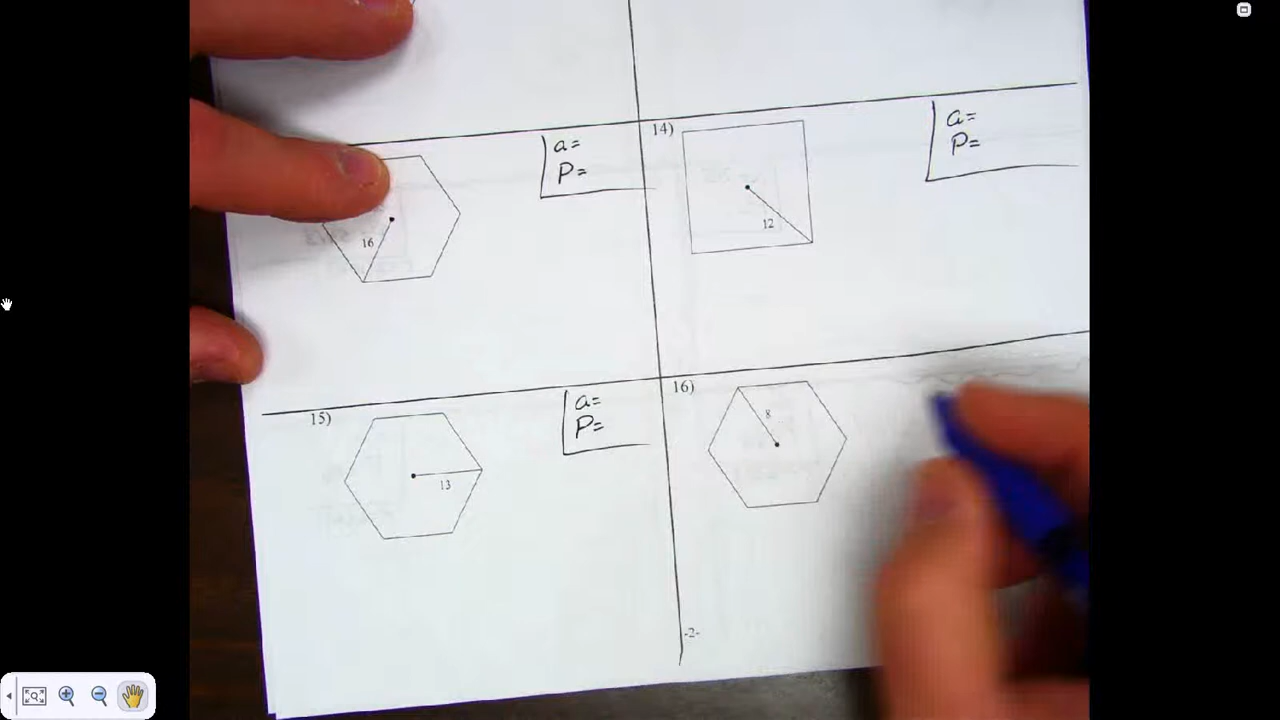 a=
P=
16
14)
12
a=
P=
15)
13
a=
P=
16)
8
-2-